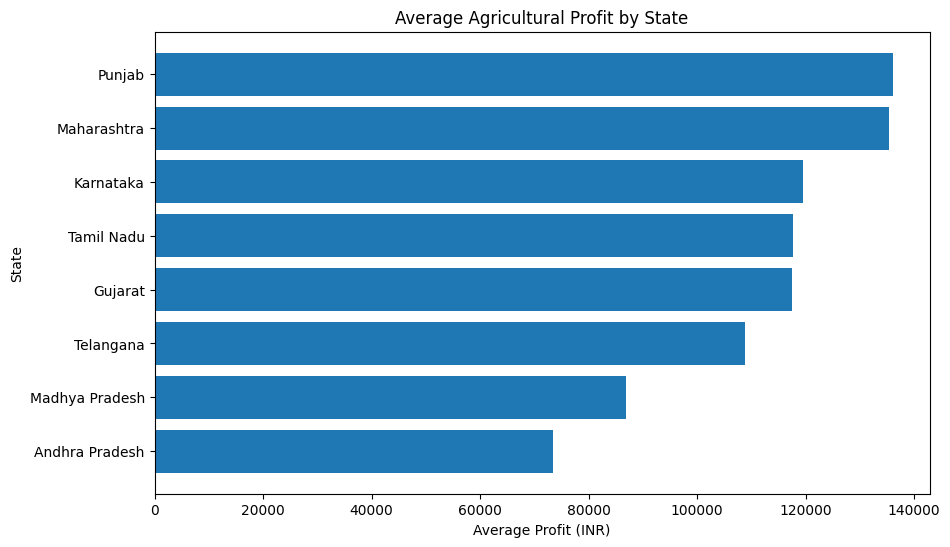 Average Agricultural Profit by State
State
Punjab
Maharashtra
Karnataka
Tamil Nadu
Gujarat
Telangana
Madhya Pradesh
Andhra Pradesh
0 20000 40000 60000 80000 100000 120000 140000
Average Profit (INR)